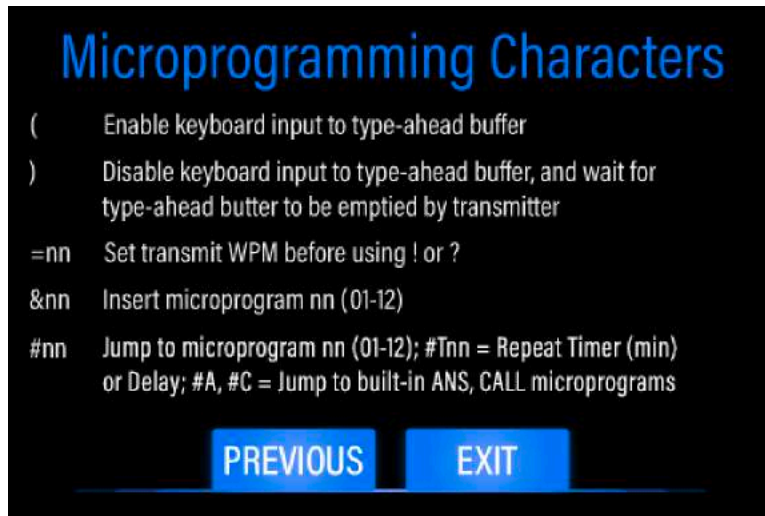 Microprogramming Characters
( Enable keyboard input to type-ahead buffer
) Disable keyboard input to type-ahead buffer, and wait for
type-ahead butter to be emptied by transmitter
=nn Set transmit WPM before using ! or ?
&nn Insert microprogram nn (01-12)
#nn Jump to microprogram nn (01-12); #Tnn = Repeat Timer (min)
or Delay; #A, #C = Jump to built-in ANS, CALL microprograms
PREVIOUS EXIT